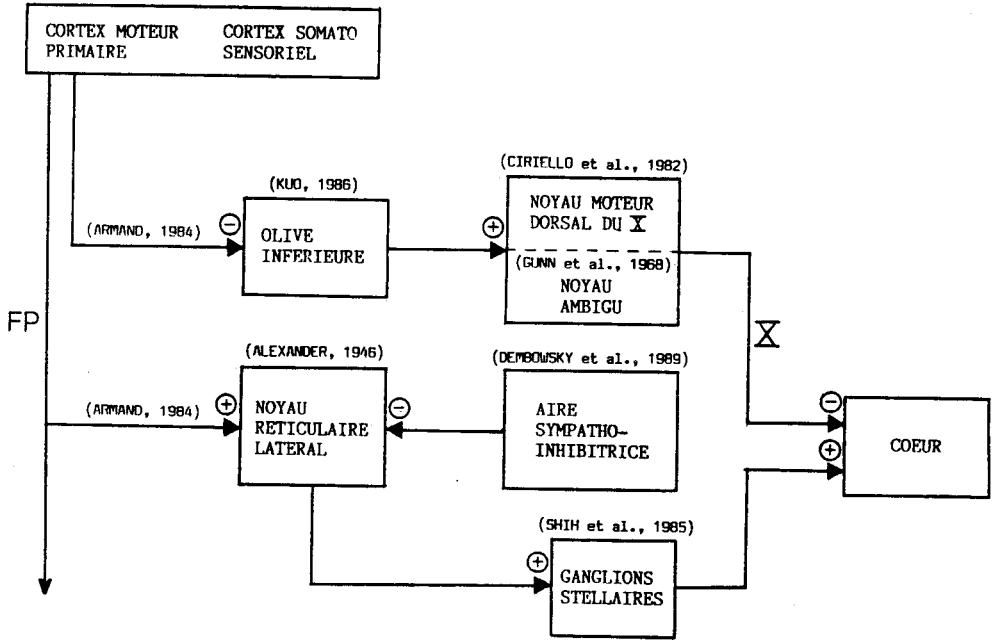 CORTEX MOTEUR PRIMAIRE
CORTEX SOMATO SENSORIEL
(KUO, 1986)
(ARMAND, 1984)
⊖
OLIVE
INFERIEURE
(CIRIELLO et al., 1982)
⊕
NOYAU MOTEUR
DORSAL DU X
(GUNN et al., 1968)
NOYAU
AMBIGU
FP
X
(ALEXANDER, 1946)
(ARMAND, 1984)
⊕
NOYAU
RETICULAIRE
LATERAL
⊖
(DEMBOWSKY et al., 1989)
AIRE
SYMPATHO-
INHIBITRICE
⊖
⊕
COEUR
(SHIH et al., 1985)
⊕
GANGLIONS
STELLAIRES